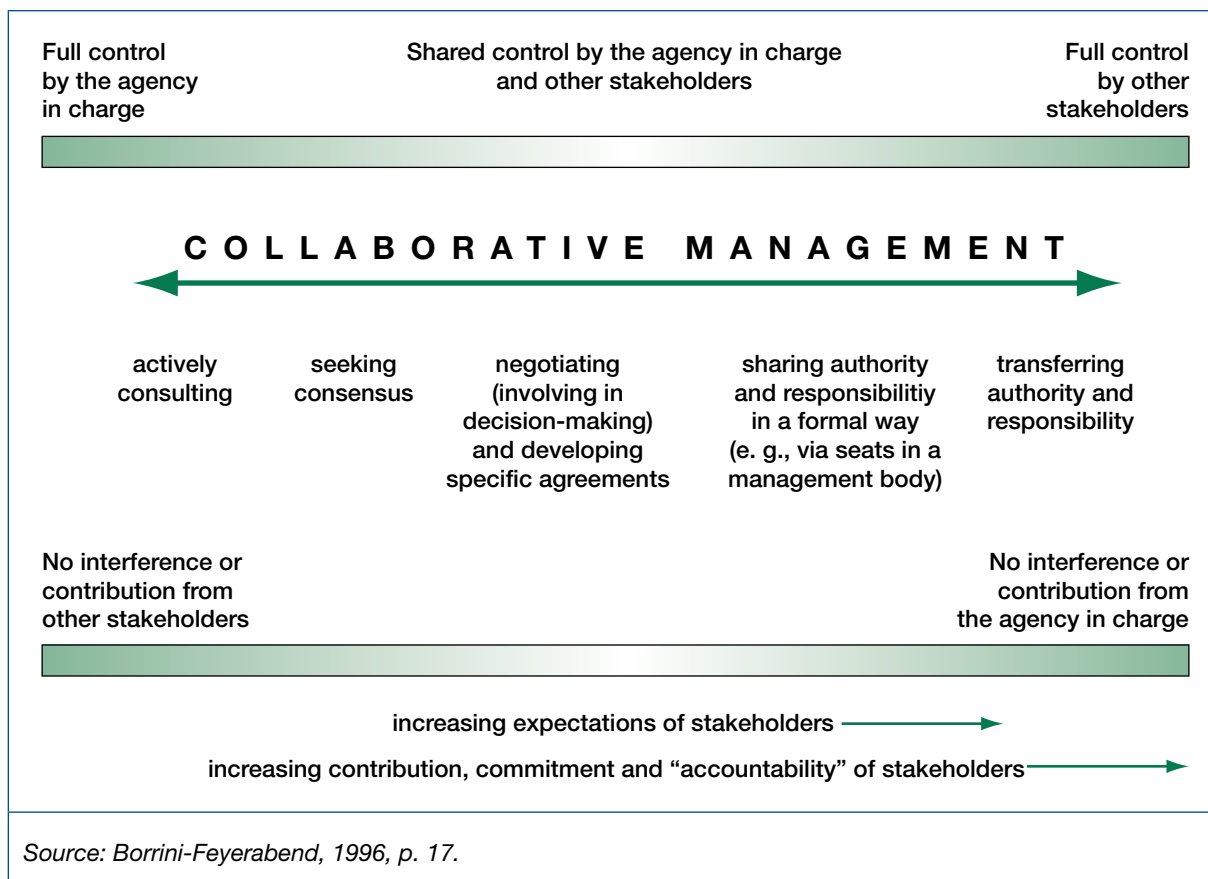 Full control
by the agency
in charge
Shared control by the agency in charge
and other stakeholders
Full control
by other
stakeholders
COLLABORATIVE MANAGEMENT
actively
consulting
seeking
consensus
negotiating
(involving in
decision-making)
and developing
specific agreements
sharing authority
and responsibilitiy
in a formal way
(e. g., via seats in a
management body)
transferring
authority and
responsibility
No interference or
contribution from
other stakeholders
No interference or
contribution from
the agency in charge
increasing expectations of stakeholders
increasing contribution, commitment and “accountability” of stakeholders
Source: Borrini-Feyerabend, 1996, p. 17.